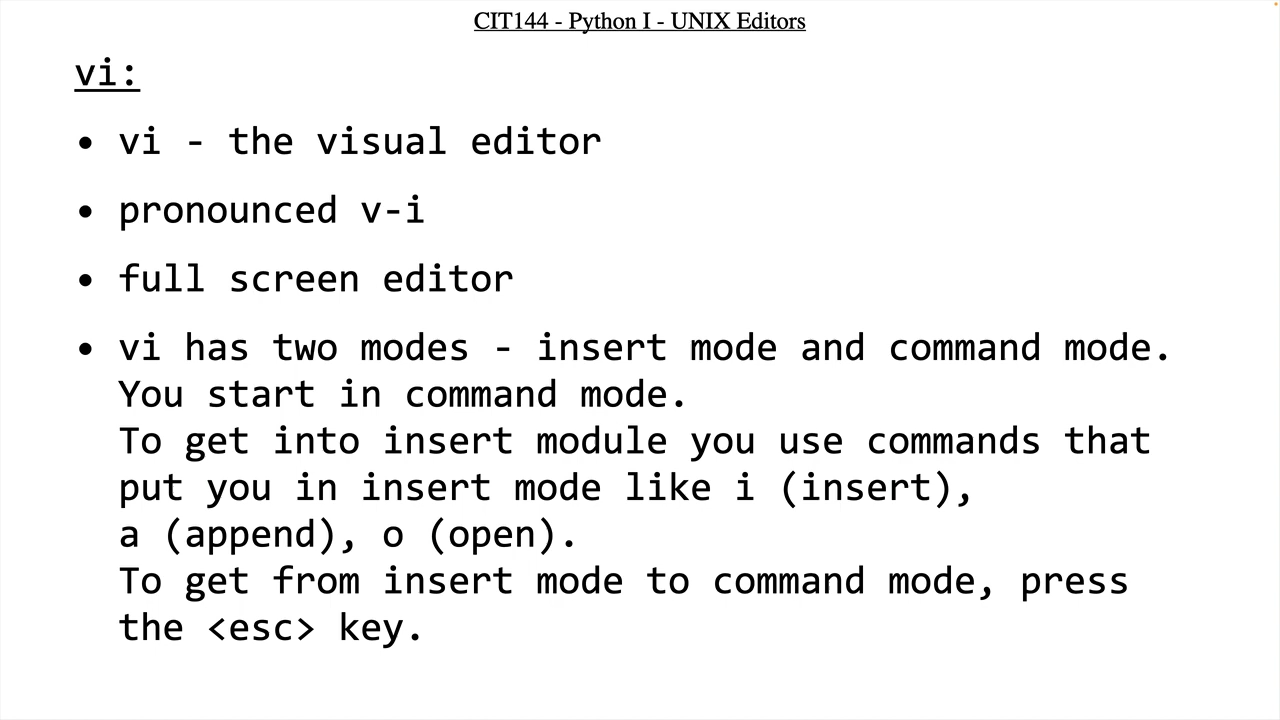 CIT144 - Python I - UNIX Editors
vi:
• vi - the visual editor
• pronounced v-i
• full screen editor
• vi has two modes - insert mode and command mode.
You start in command mode.
To get into insert module you use commands that
put you in insert mode like i (insert),
a (append), o (open).
To get from insert mode to command mode, press
the <esc> key.